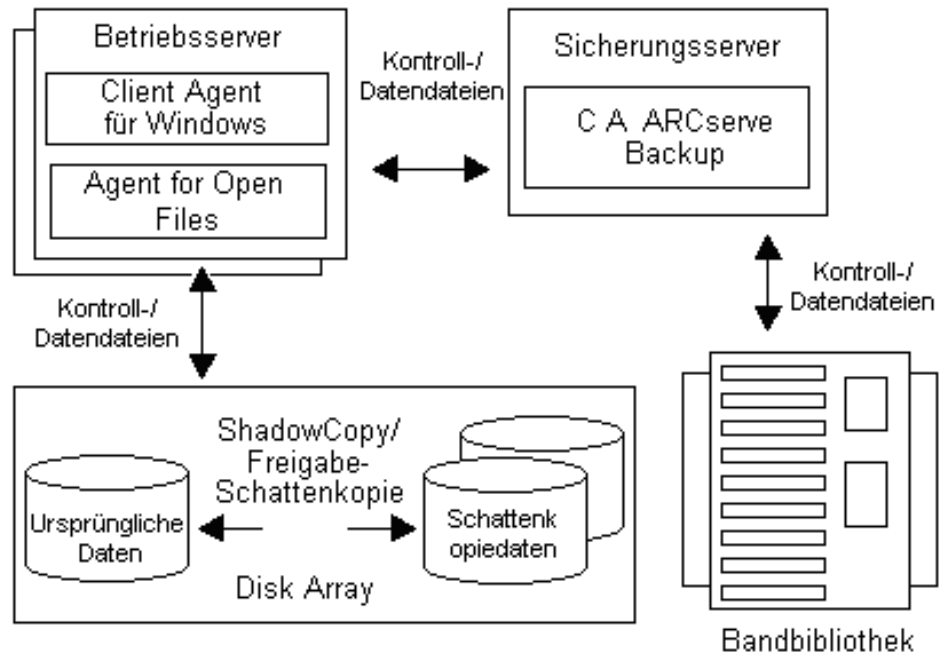 Betriebsserver
Client Agent
für Windows
Agent for Open
Files
Kontroll-/
Datendateien
Sicherungsserver
C A ARCserve
Backup
Kontroll-/
Datendateien
Kontroll-/
Datendateien
ShadowCopy/
Freigabe-
Schattenkopie
Ursprüngliche
Daten
Schattenk
opiedaten
Disk Array
Bandbibliothek